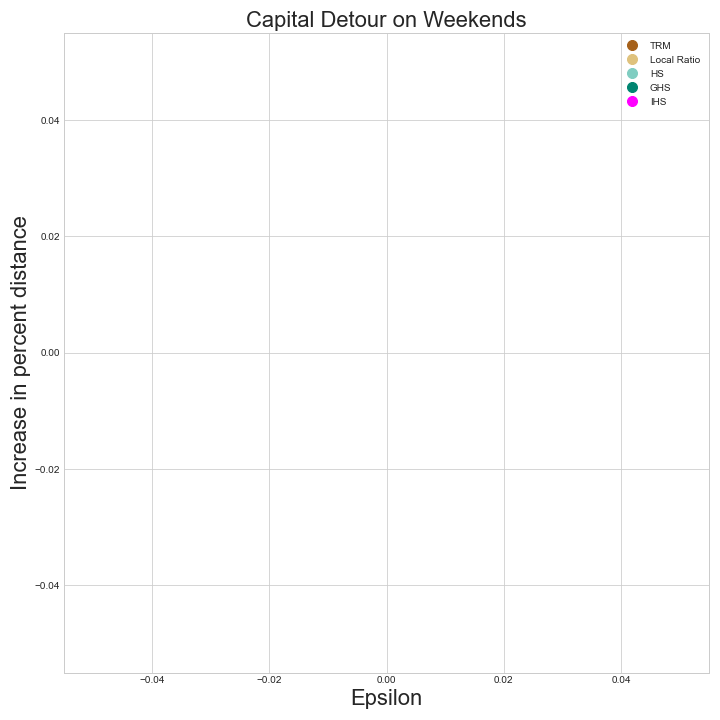 Capital Detour on Weekends
TRM
Local Ratio
HS
GHS
IHS
Increase in percent distance
0.04
0.02
0.00
−0.02
−0.04
−0.04
−0.02
0.00
0.02
0.04
Epsilon